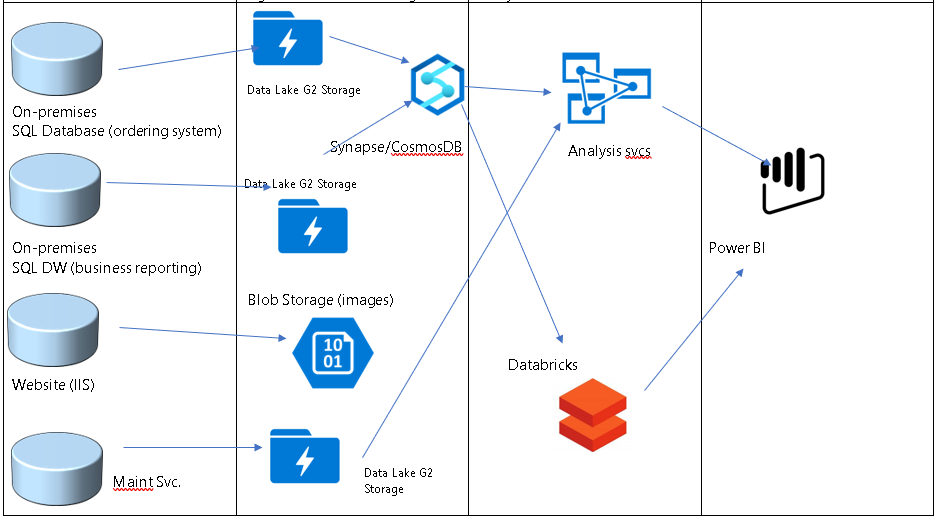 On-premises
SQL Database (ordering system)
On-premises
SQL DW (business reporting)
Website (IIS)
Maint Svc.
Data Lake G2 Storage
Synapse/CosmosDB
Data Lake G2 Storage
Blob Storage (images)
10
01
Data Lake G2
Storage
Analysis svcs
Databricks
Power BI